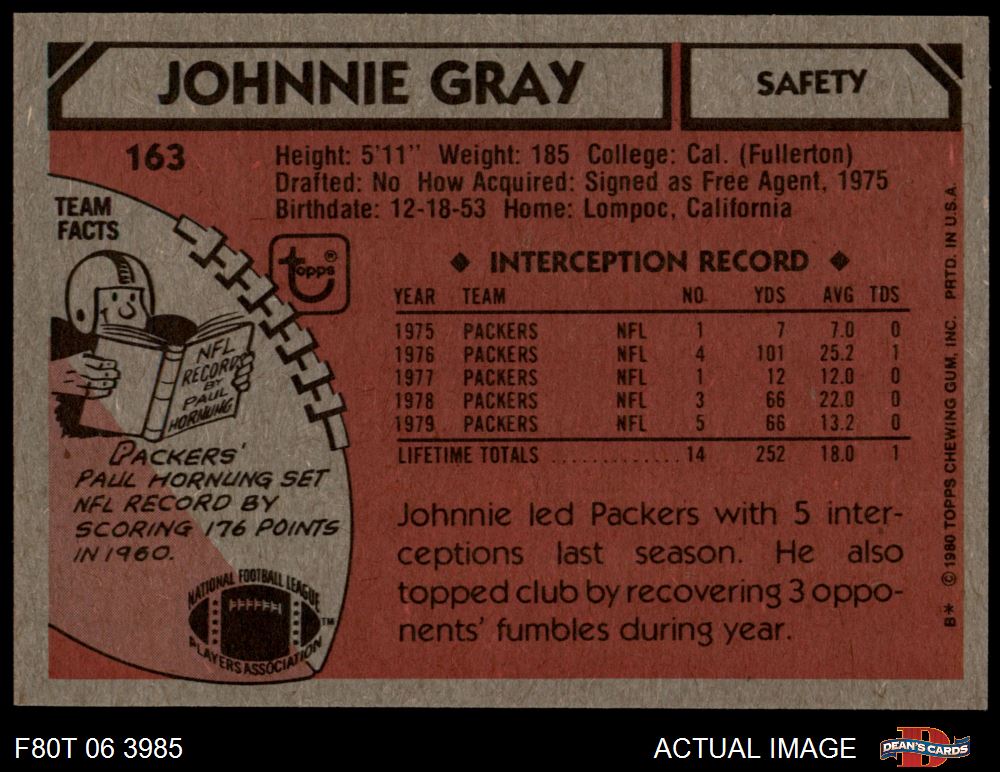 JOHNNIE GRAY
SAFETY
163
Height: 5'11" Weight: 185 College: Cal. (Fullerton)
Drafted: No How Acquired: Signed as Free Agent, 1975
Birthdate: 12-18-53 Home: Lompoc, California
TEAM
FACTS
topps ®
NFL
RECORDS
BY
PAUL
HORNUNG
PACKERS'
PAUL HORNUNG SET
NFL RECORD BY
SCORING 176 POINTS
IN 1960.
NATIONAL FOOTBALL LEAGUE
PLAYERS ASSOCIATION
TM
◆ INTERCEPTION RECORD ◆
YEAR TEAM NO. YDS AVG TDS
1975 PACKERS NFL 1 7 7.0 0
1976 PACKERS NFL 4 101 25.2 1
1977 PACKERS NFL 1 12 12.0 0
1978 PACKERS NFL 3 66 22.0 0
1979 PACKERS NFL 5 66 13.2 0
LIFETIME TOTALS ............ 14 252 18.0 1
Johnnie led Packers with 5 inter-
ceptions last season. He also
topped club by recovering 3 oppo-
nents' fumbles during year.
B* © 1980 TOPPS CHEWING GUM, INC. PRTD. IN U.S.A.
F80T 06 3985
ACTUAL IMAGE
D
DEAN'S CARDS